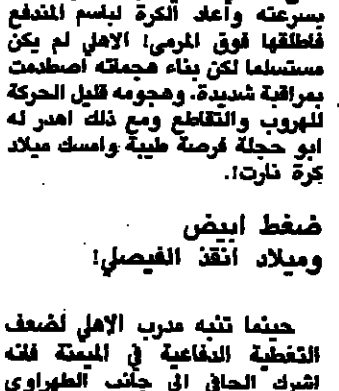 بسرعته وأعاد الكرة لباسم المندفع
فاطلقها فوق المرمى! الاهلي لم يكن
مستسلما لكن بناء هجماته اصطدمت
بمراقبة شديدة. وهجومه قليل الحركة
للهروب والتقاطع ومع ذلك اهدر له
ابو حجلة فرصة طيبة وامسك ميلاد
كرة نارت!.
ضغط ابيض
وميلاد انقذ الفيصلي!
حينما تنبه مدرب الاهلي لضعف
التغطية الدفاعية في الميمنة فانه
اشرك الحافي الى جانب الطهراوي